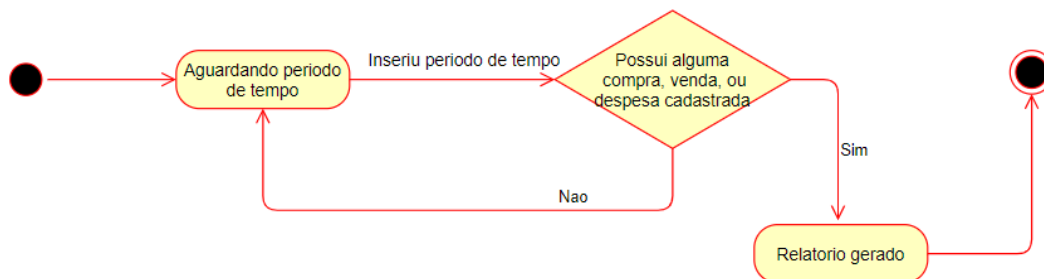 Aguardando periodo
de tempo
Inseriu periodo de tempo
Possui alguma
compra, venda, ou
despesa cadastrada
Sim
Nao
Relatorio gerado